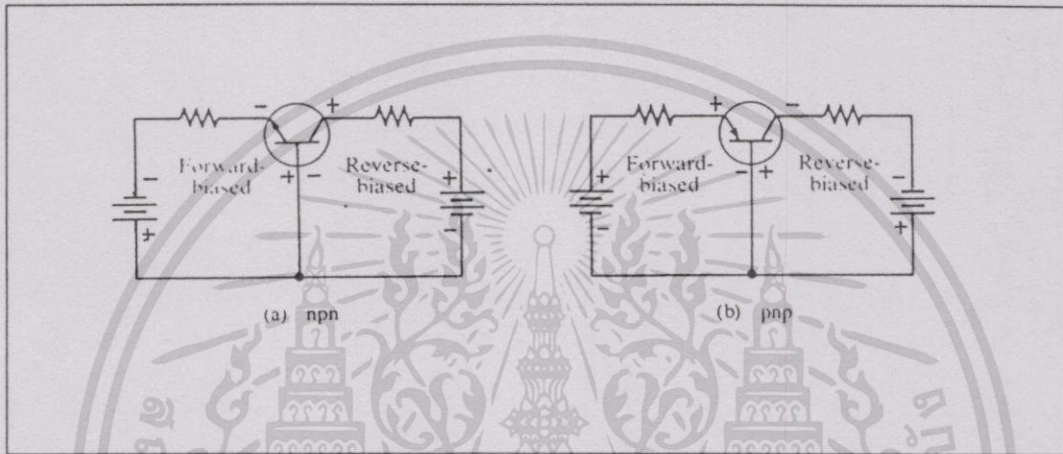 - + + -
Forward-
biased
Reverse-
biased
Forward-
biased
Reverse-
biased
- + - +
+ - - +
+ - - +
(a) npn
(b) pnp